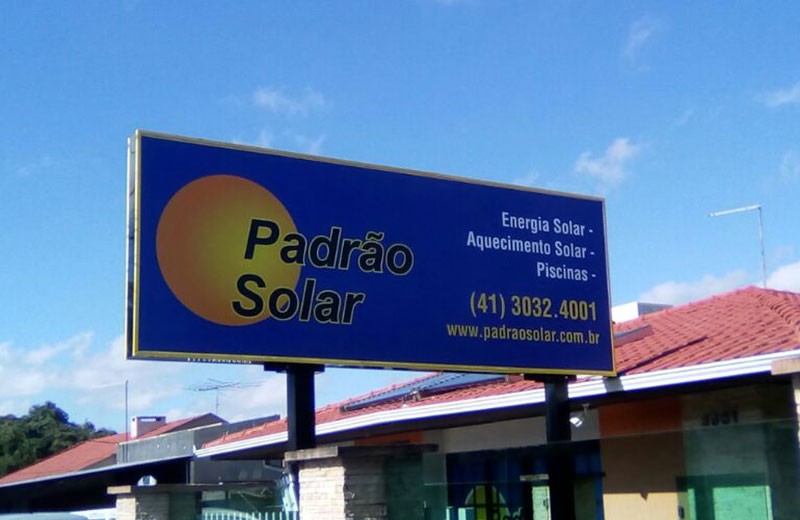 Padrão
Solar
Energia Solar -
Aquecimento Solar -
Piscinas -
(41) 3032.4001
www.padraosolar.com.br